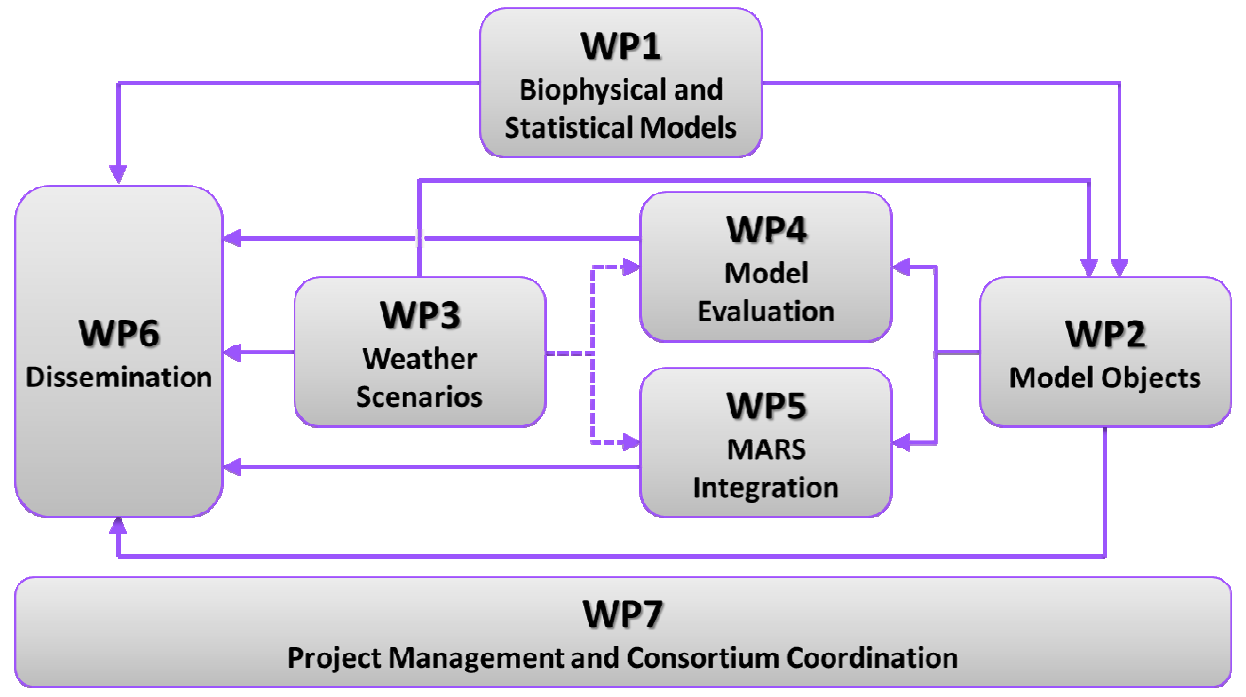 WP1
Biophysical and
Statistical Models
WP4
Model
Evaluation
WP3
Weather
Scenarios
WP6
Dissemination
WP2
Model Objects
WP5
MARS
Integration
WP7
Project Management and Consortium Coordination